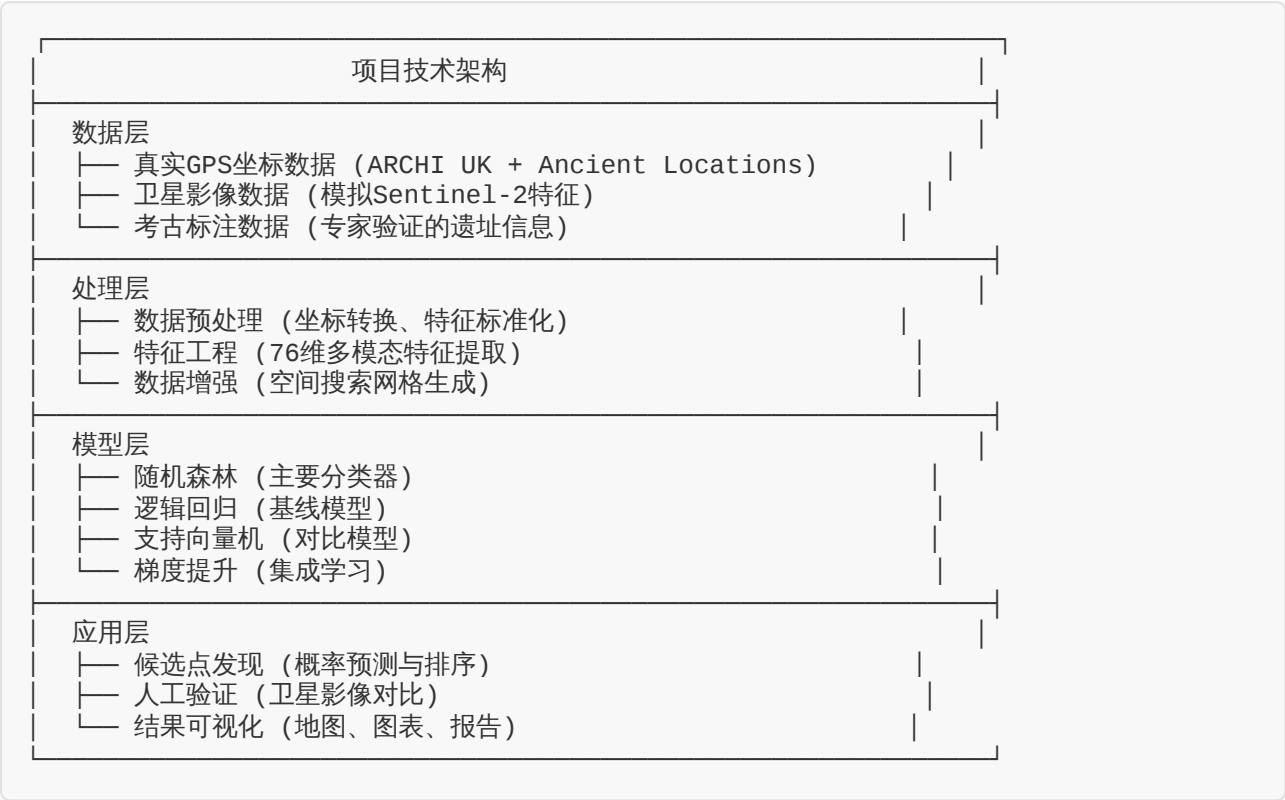 项目技术架构
数据层
├── 真实GPS坐标数据 (ARCHI UK + Ancient Locations)
├── 卫星影像数据 (模拟Sentinel-2特征)
└── 考古标注数据 (专家验证的遗址信息)
处理层
├── 数据预处理 (坐标转换、特征标准化)
├── 特征工程 (76维多模态特征提取)
└── 数据增强 (空间搜索网格生成)
模型层
├── 随机森林 (主要分类器)
├── 逻辑回归 (基线模型)
├── 支持向量机 (对比模型)
└── 梯度提升 (集成学习)
应用层
├── 候选点发现 (概率预测与排序)
├── 人工验证 (卫星影像对比)
└── 结果可视化 (地图、图表、报告)